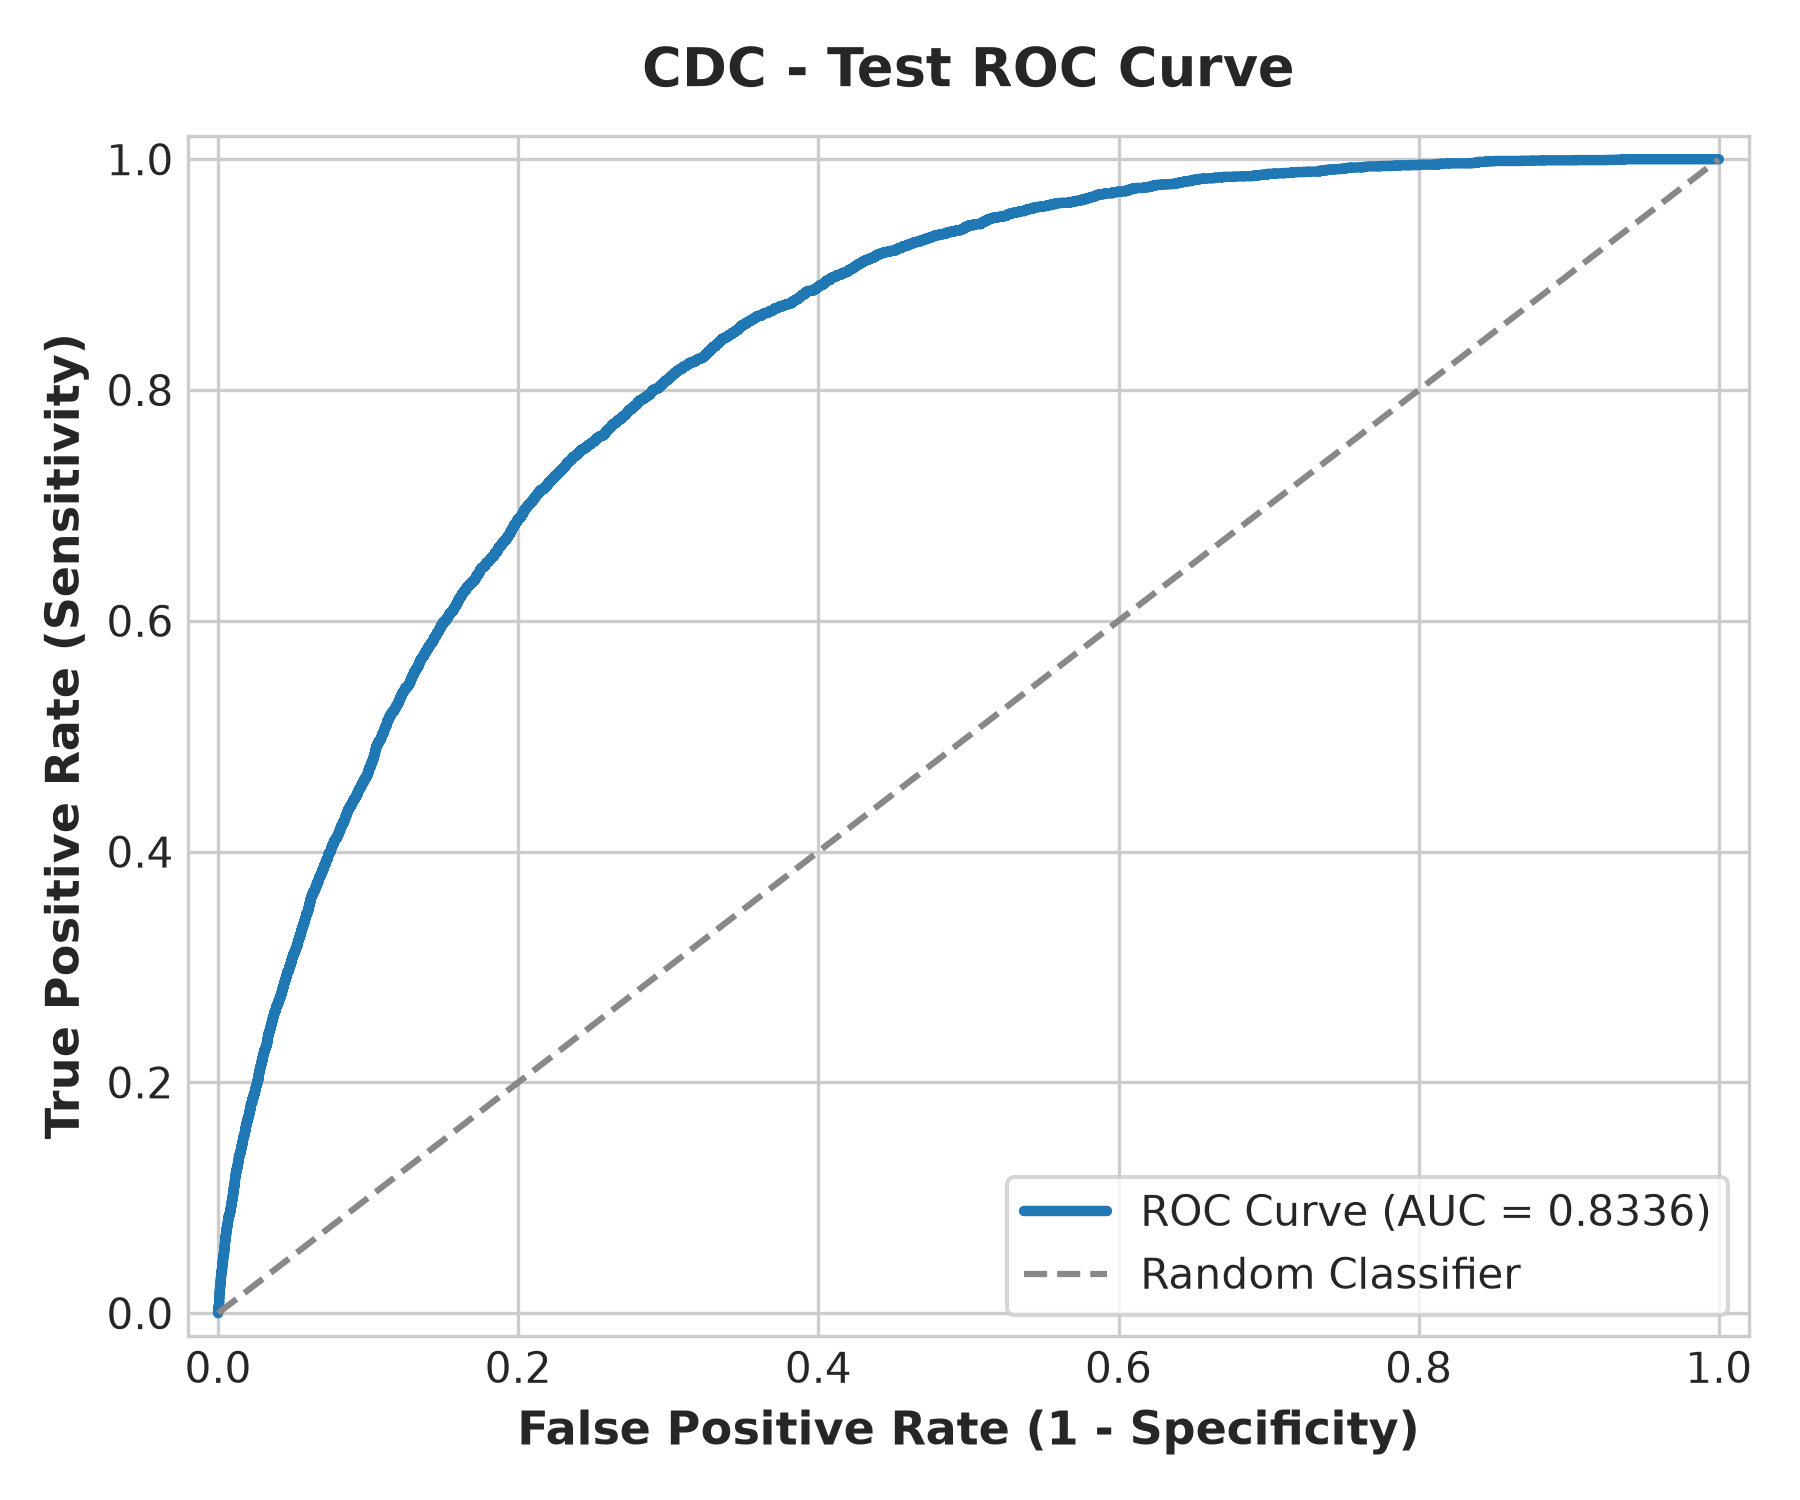 CDC - Test ROC Curve
True Positive Rate (Sensitivity)
1.0
0.8
0.6
0.4
0.2
0.0
ROC Curve (AUC = 0.8336)
Random Classifier
0.0 0.2 0.4 0.6 0.8 1.0
False Positive Rate (1 - Specificity)